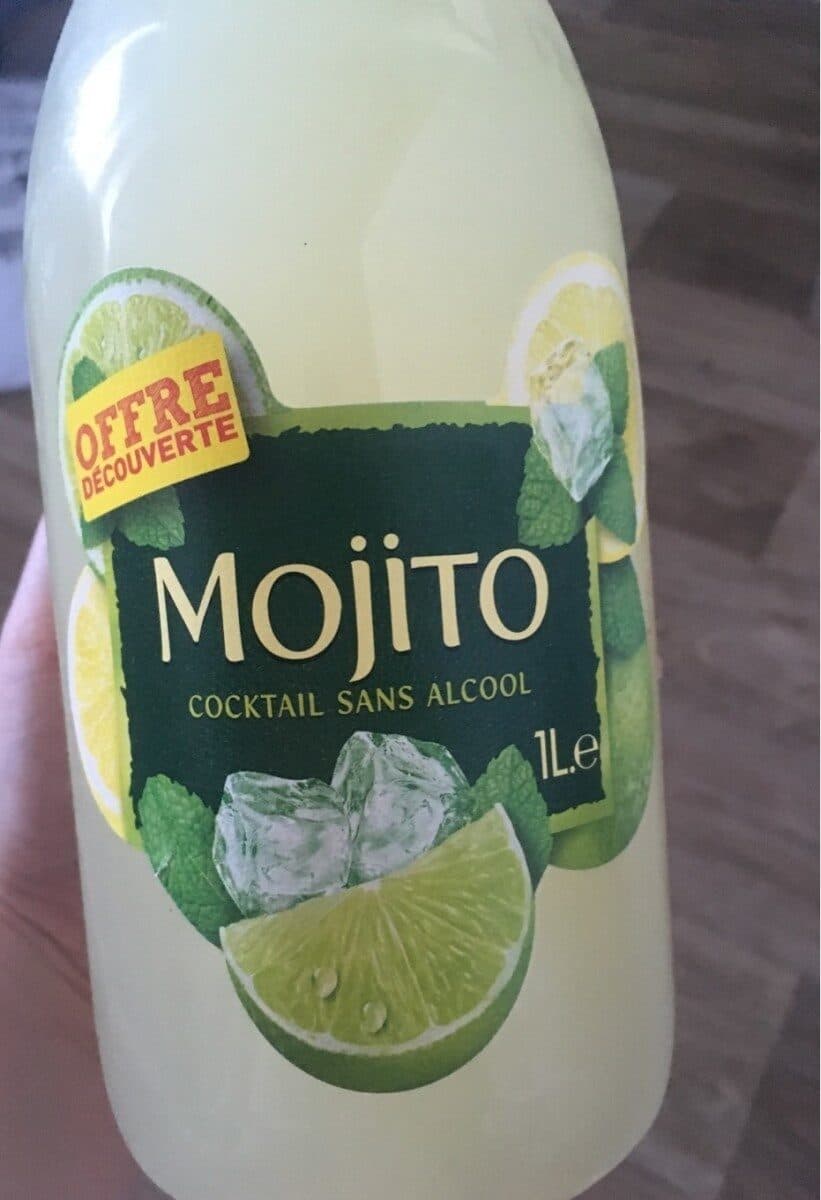 OFFRE
DÉCOUVERTE
MOJITO
COCKTAIL SANS ALCOOL
1L.e